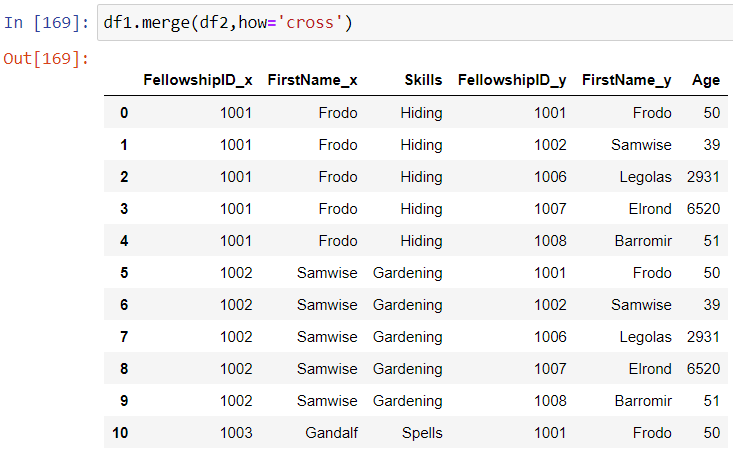 In [169]: df1.merge(df2,how='cross')
Out[169]:
FellowshipID_x FirstName_x Skills FellowshipID_y FirstName_y Age
0 1001 Frodo Hiding 1001 Frodo 50
1 1001 Frodo Hiding 1002 Samwise 39
2 1001 Frodo Hiding 1006 Legolas 2931
3 1001 Frodo Hiding 1007 Elrond 6520
4 1001 Frodo Hiding 1008 Barromir 51
5 1002 Samwise Gardening 1001 Frodo 50
6 1002 Samwise Gardening 1002 Samwise 39
7 1002 Samwise Gardening 1006 Legolas 2931
8 1002 Samwise Gardening 1007 Elrond 6520
9 1002 Samwise Gardening 1008 Barromir 51
10 1003 Gandalf Spells 1001 Frodo 50